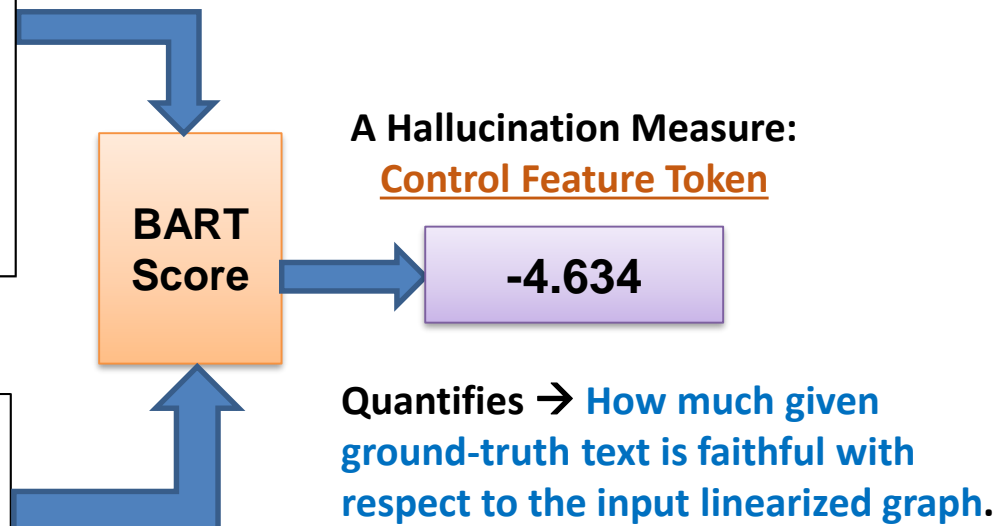 A Hallucination Measure:
Control Feature Token
BART
Score
-4.634
Quantifies → How much given
ground-truth text is faithful with
respect to the input linearized graph.